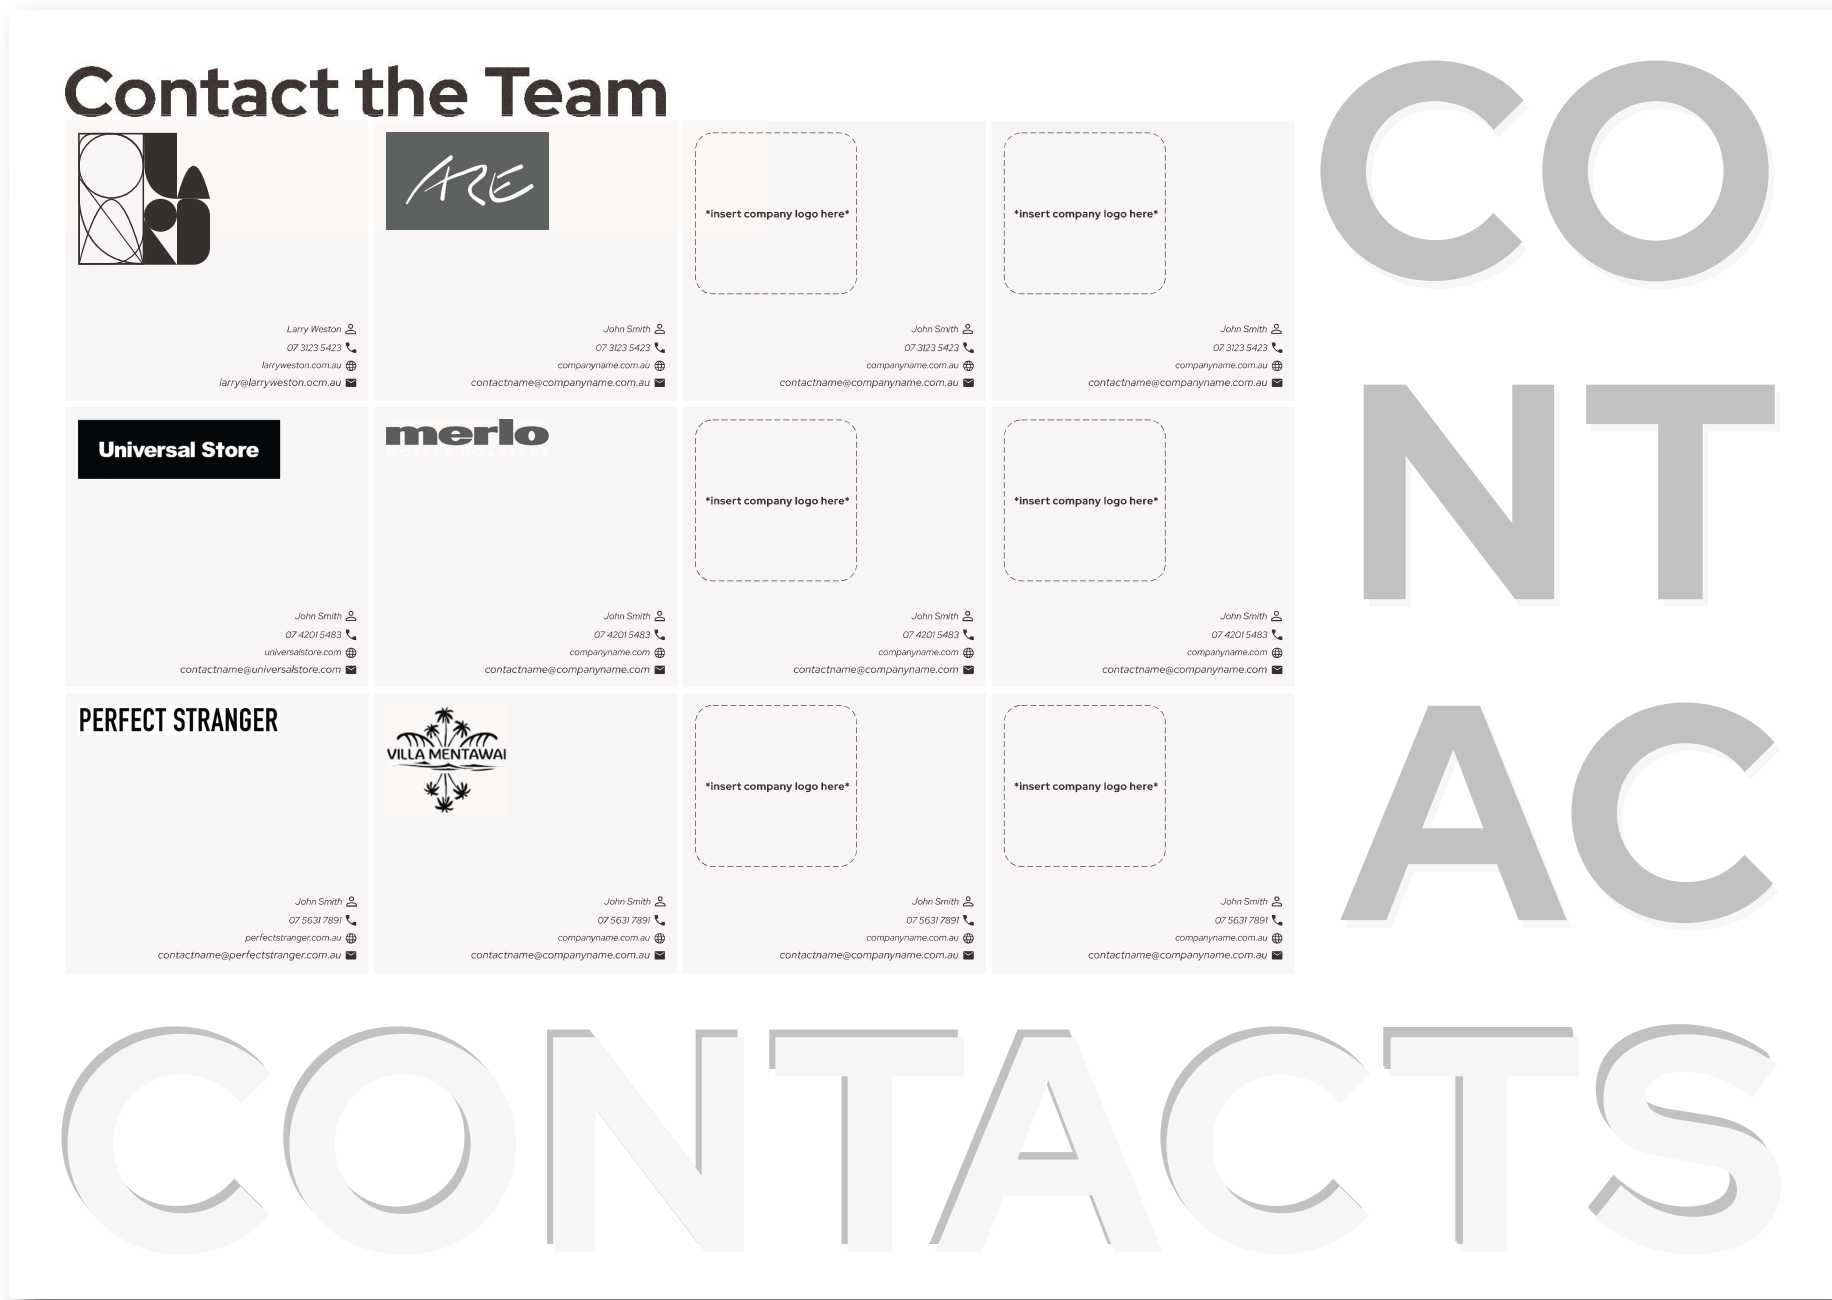 Contact the Team
Larry Weston
07 3123 5423
larryweston.com.au
larry@larryweston.ocm.au
ARE
John Smith
07 3123 5423
companyname.com.au
contactname@companyname.com.au
*insert company logo here*
John Smith
07 3123 5423
companyname.com.au
contactname@companyname.com.au
*insert company logo here*
John Smith
07 3123 5423
companyname.com.au
contactname@companyname.com.au
Universal Store
John Smith
07 4201 5483
universalstore.com
contactname@universalstore.com
merlo
COFFEE ROASTERS
John Smith
07 4201 5483
companyname.com
contactname@companyname.com
*insert company logo here*
John Smith
07 4201 5483
companyname.com
contactname@companyname.com
*insert company logo here*
John Smith
07 4201 5483
companyname.com
contactname@companyname.com
PERFECT STRANGER
John Smith
07 5631 7891
perfectstranger.com.au
contactname@perfectstranger.com.au
VILLA MENTAWAI
John Smith
07 5631 7891
companyname.com.au
contactname@companyname.com.au
*insert company logo here*
John Smith
07 5631 7891
companyname.com.au
contactname@companyname.com.au
*insert company logo here*
John Smith
07 5631 7891
companyname.com.au
contactname@companyname.com.au
CO
NT
AC
CONTACTS